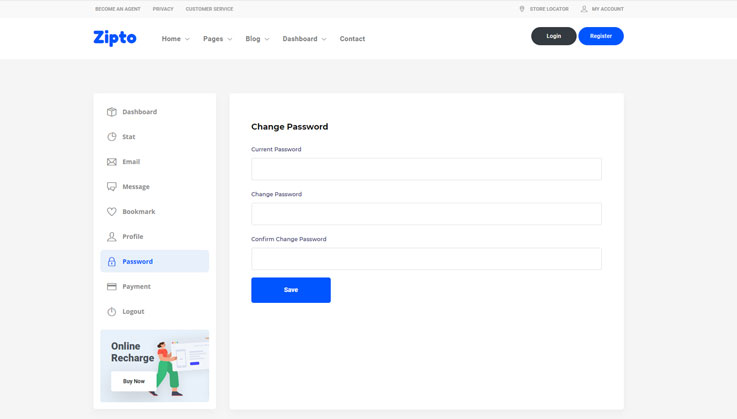 BECOME AN AGENT PRIVACY CUSTOMER SERVICE STORE LOCATOR MY ACCOUNT
Zipto Home Pages Blog Dashboard Contact Login Register
Dashboard
Stat
Email
Message
Bookmark
Profile
Password
Payment
Logout
Online
Recharge
Buy Now
Change Password
Current Password
Change Password
Confirm Change Password
Save